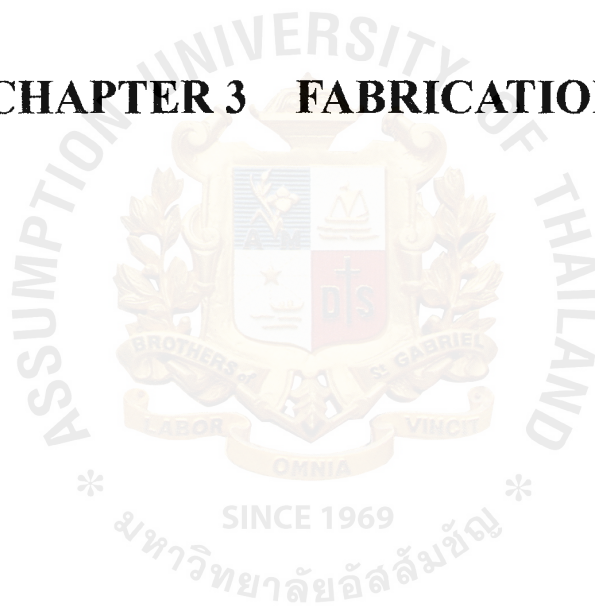 CHAPTER 3 FABRICATIO
ASSUMPTION UNIVERSITY OF THAILAND
A M
D S
BROTHERS of St GABRIEL
LABOR
OMNIA
VINCIT
SINCE 1969
* มหาวิทยาลัยอัสสัมชัญ *